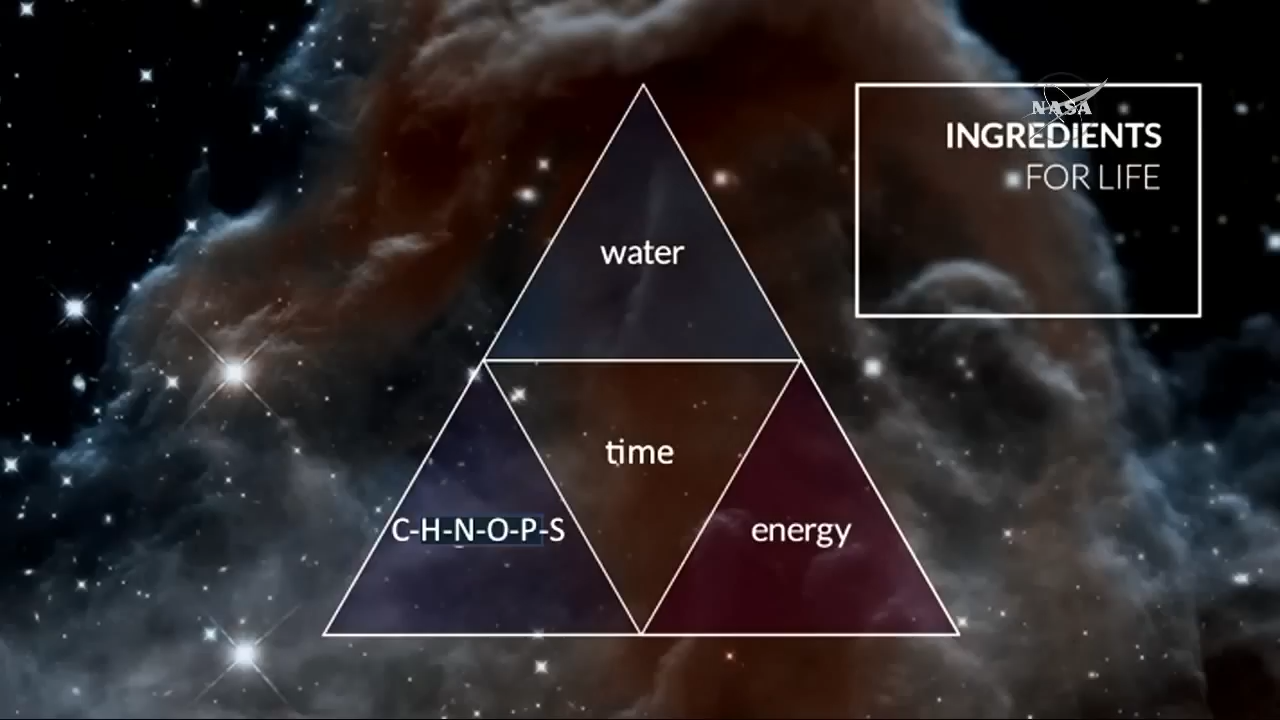 NASA
INGREDIENTS
FOR LIFE
water
time
C-H-N-O-P-S
energy